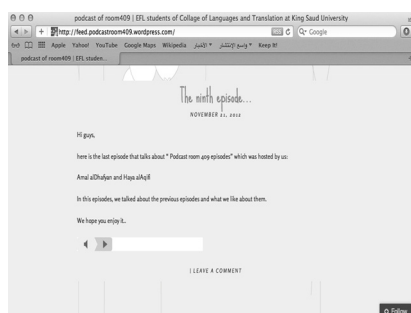 podcast of room409 | EFL students of Collage of Languages and Translation at King Saud University
http://feed.podcastroom409.wordpress.com/
Google
Apple Yahoo! YouTube Google Maps Wikipedia الأخبار واسع الإنتشار Keep It!
podcast of room409 | EFL studen...
The ninth episode...
NOVEMBER 21, 2012
Hi guys,
here is the last episode that talks about " Podcast room 409 episodes" which was hosted by us:
Amal alDhafyan and Haya alAqifi
In this episodes, we talked about the previous episodes and what we like about them.
We hope you enjoy it..
| LEAVE A COMMENT
Follow